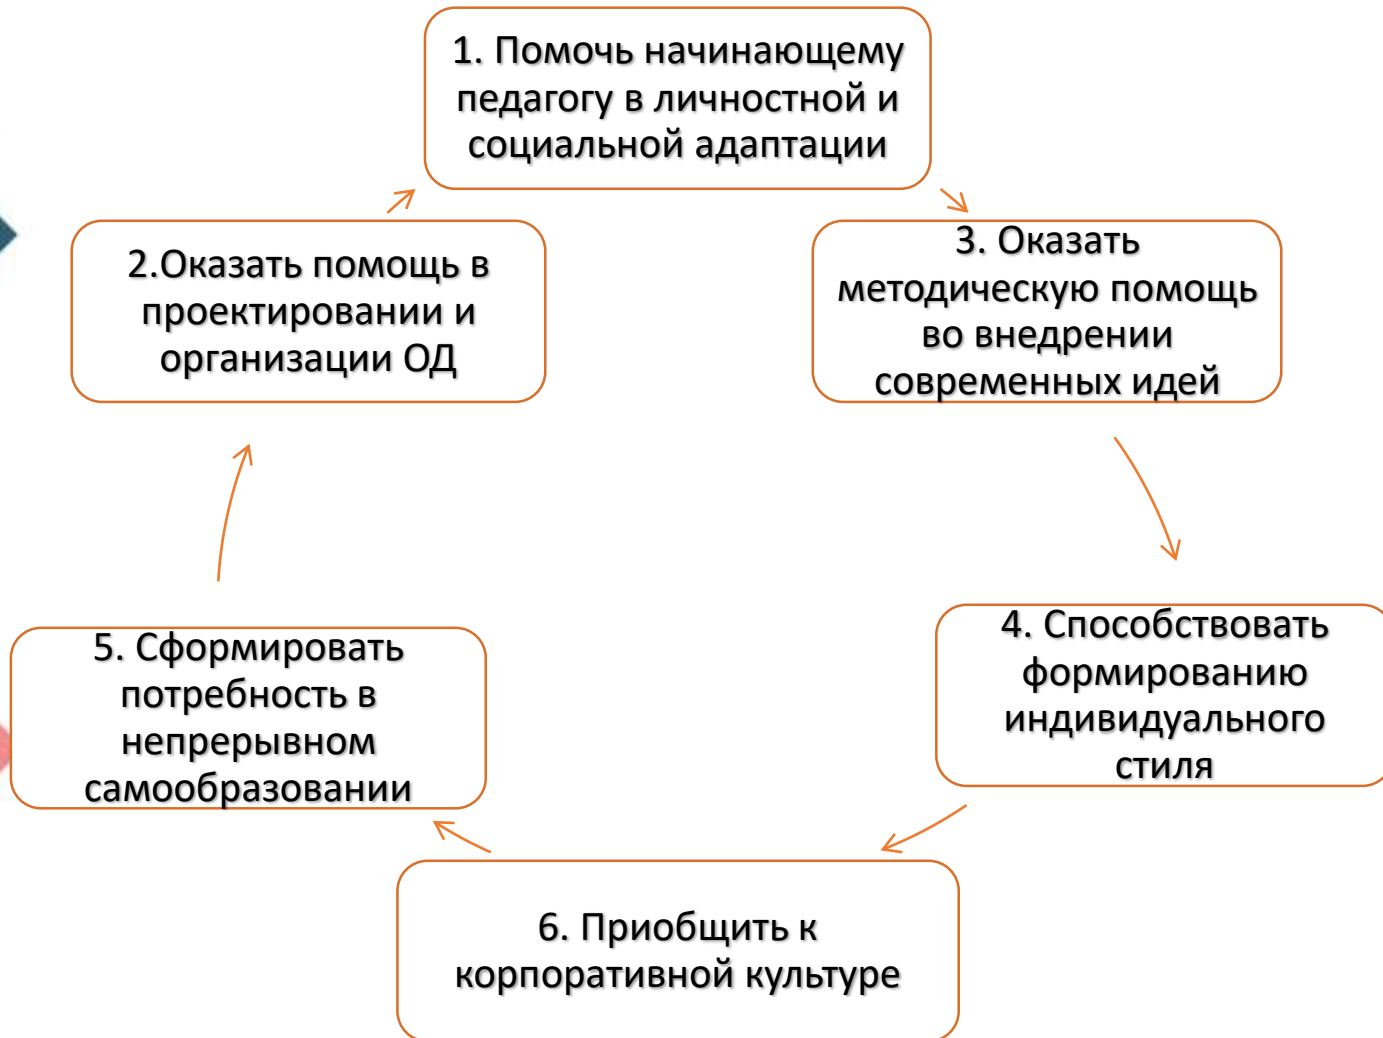 1. Помочь начинающему
педагогу в личностной и
социальной адаптации
2.Оказать помощь в
проектировании и
организации ОД
3. Оказать
методическую помощь
во внедрении
современных идей
4. Способствовать
формированию
индивидуального
стиля
5. Сформировать
потребность в
непрерывном
самообразовании
6. Приобщить к
корпоративной культуре